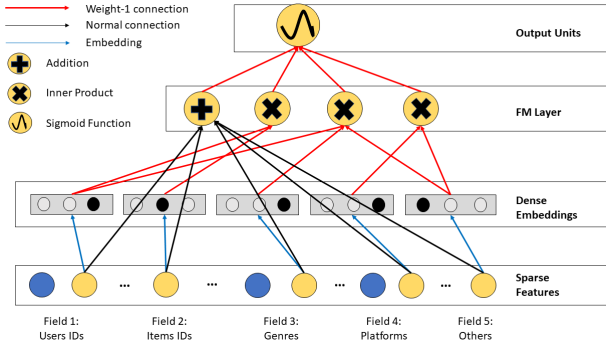 Weight-1 connection
Normal connection
Embedding
Addition
Inner Product
Sigmoid Function
Output Units
FM Layer
Dense
Embeddings
Sparse
Features
... ... ... ...
Field 1:
Users IDs
Field 2:
Items IDs
Field 3:
Genres
Field 4:
Platforms
Field 5:
Others